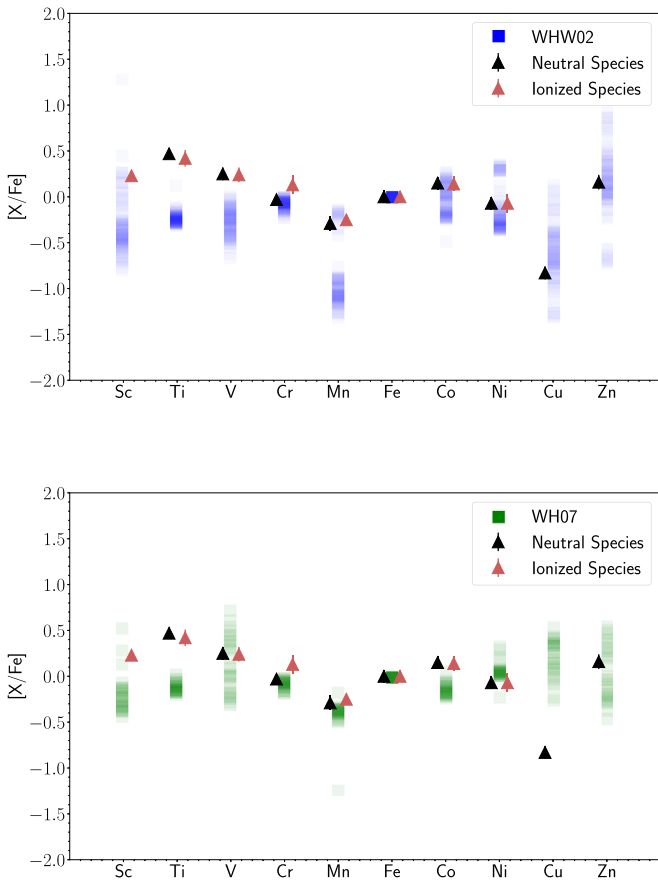 2.0
1.5
1.0
0.5
0.0
−0.5
−1.0
−1.5
−2.0
[X/Fe]
WHW02
Neutral Species
Ionized Species
Sc Ti V Cr Mn Fe Co Ni Cu Zn
2.0
1.5
1.0
0.5
0.0
−0.5
−1.0
−1.5
−2.0
[X/Fe]
WH07
Neutral Species
Ionized Species
Sc Ti V Cr Mn Fe Co Ni Cu Zn